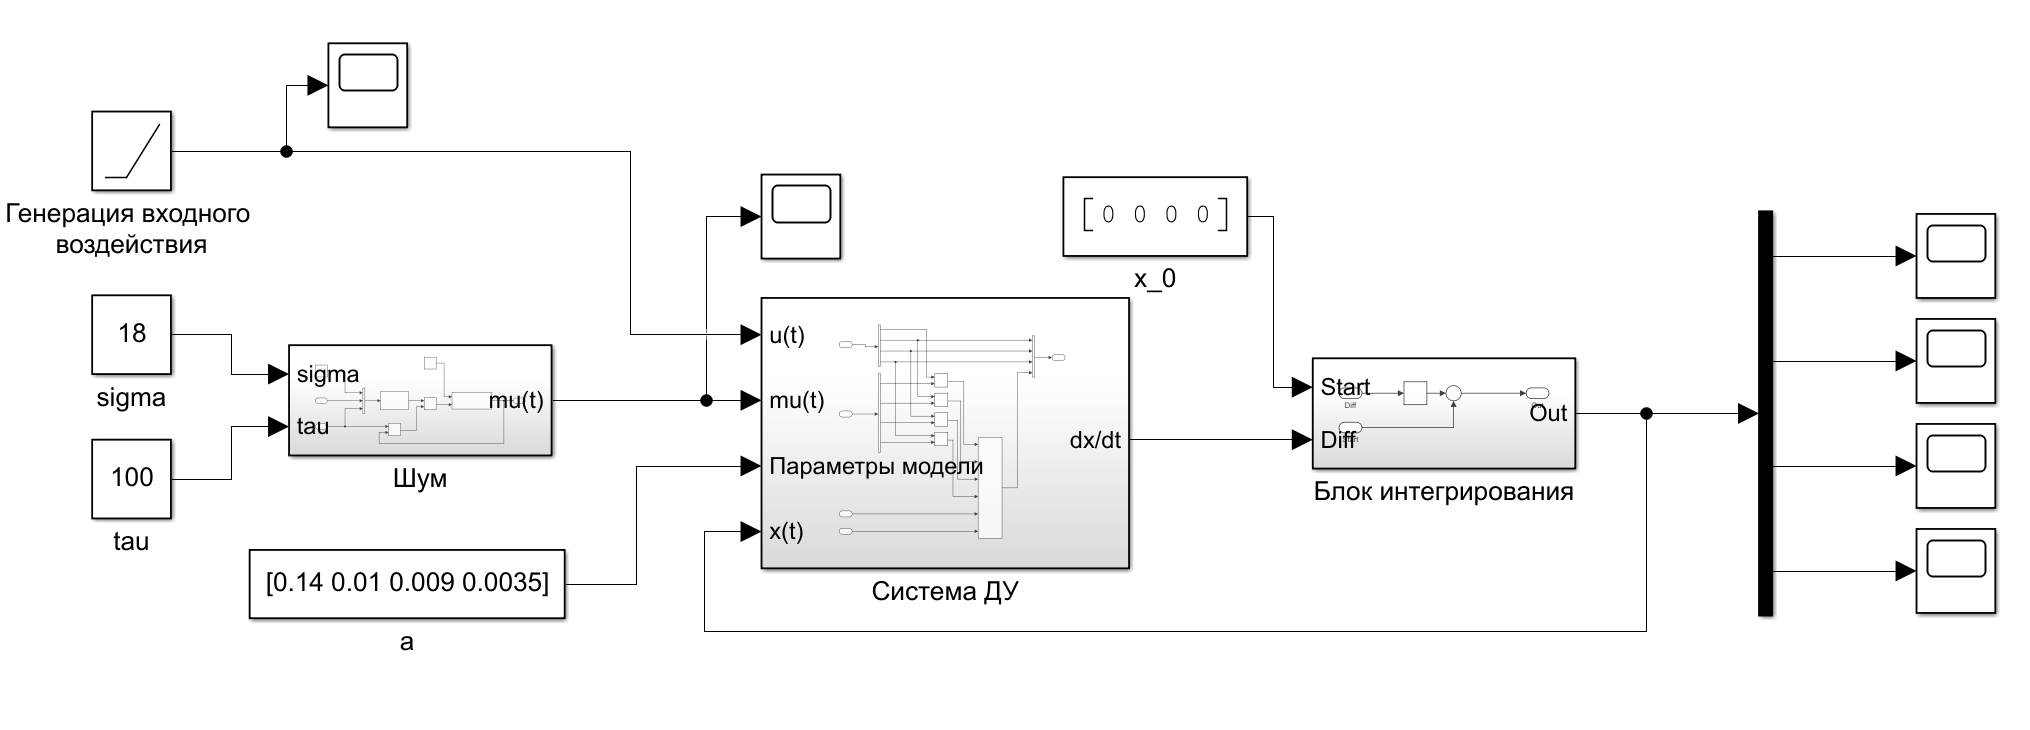 Генерация входного
воздействия
18
sigma
100
tau
sigma
tau
mu(t)
Шум
[0.14 0.01 0.009 0.0035]
a
u(t)
mu(t)
Параметры модели
x(t)
dx/dt
Система ДУ
[0 0 0 0]
x_0
Start
Diff
Out
Diff
Блок интегрирования